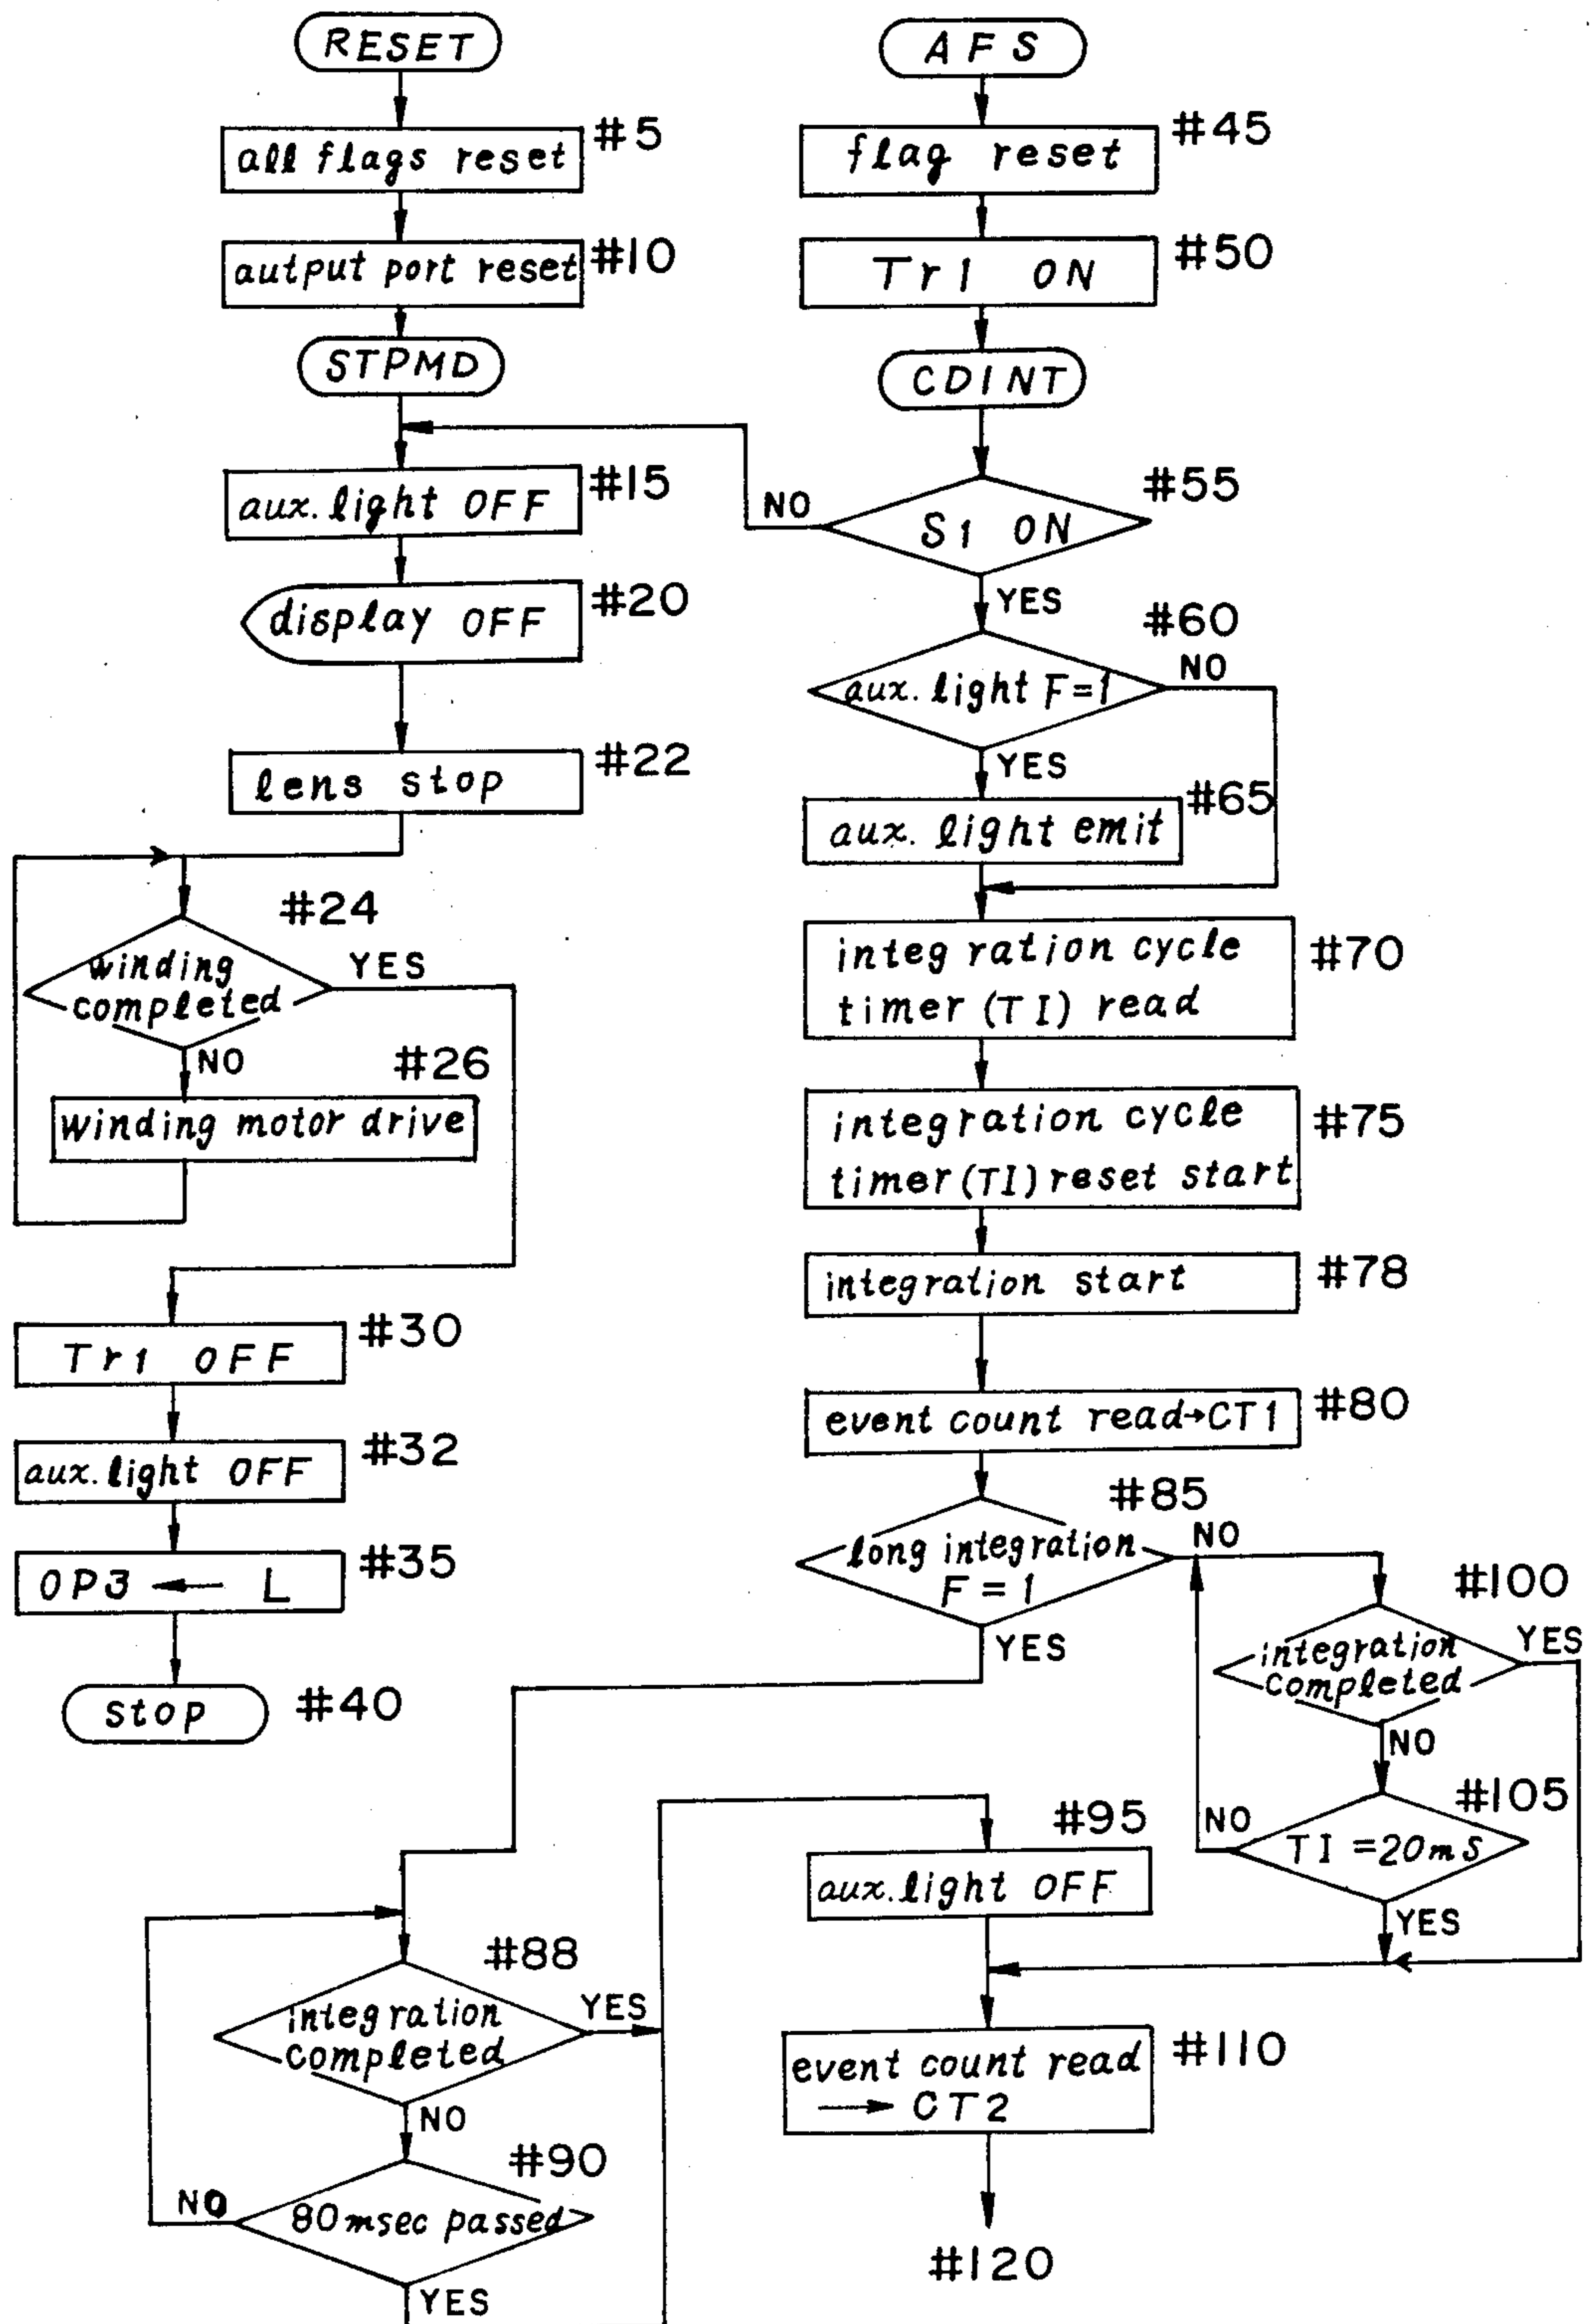 RESET
all flags reset
#5
autput port reset
#10
STPMD
aux. light OFF
#15
display OFF
#20
lens stop
#22
#24
winding
completed
YES
NO
#26
winding motor drive
Tr1 OFF
#30
aux. light OFF
#32
OP3 ← L
#35
stop
#40
AFS
flag reset
#45
Tr1 ON
#50
CDINT
#55
S1 ON
NO
YES
#60
aux. light F=1
NO
YES
#65
aux. light emit
integration cycle
timer (TI) read
#70
integration cycle
timer (TI) reset start
#75
integration start
#78
event count read→CT1
#80
#85
long integration
F = 1
NO
YES
#100
integration
completed
YES
NO
#105
TI = 20mS
NO
YES
#88
integration
completed
YES
NO
#90
80msec passed
NO
YES
#95
aux. light OFF
event count read
→ CT2
#110
#120